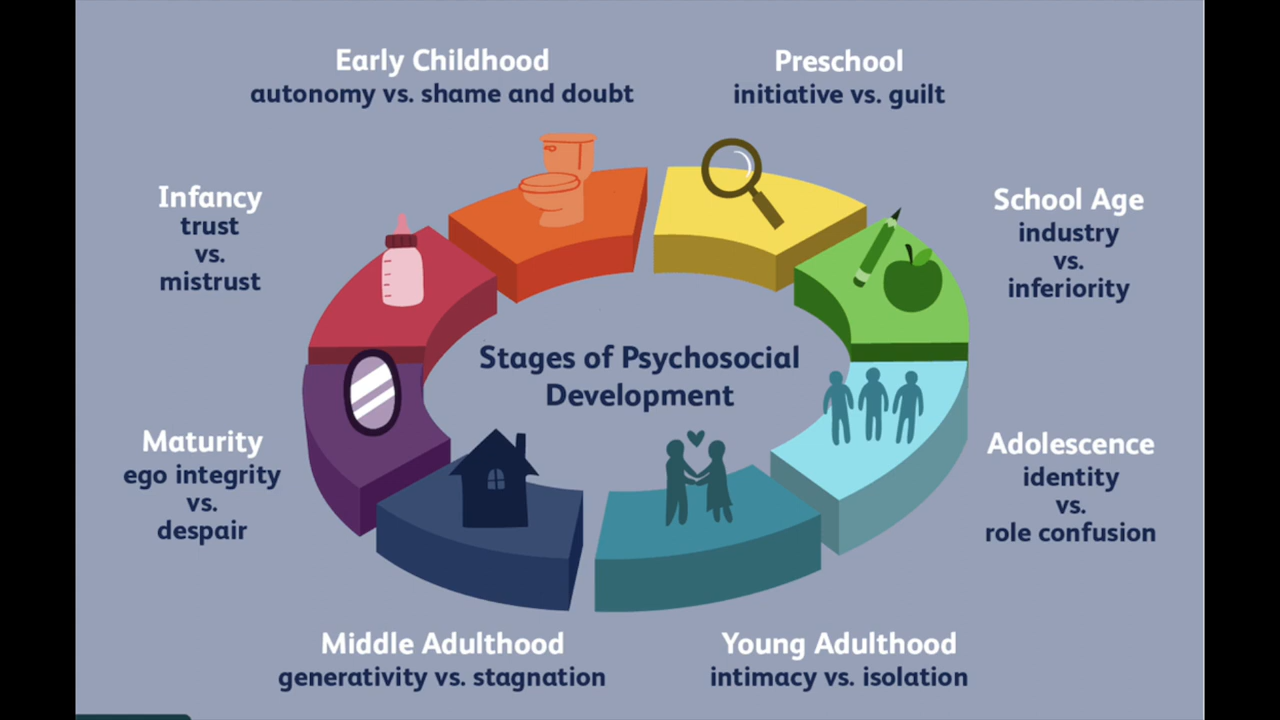 Early Childhood
autonomy vs. shame and doubt
Preschool
initiative vs. guilt
Infancy
trust
vs.
mistrust
School Age
industry
vs.
inferiority
Stages of Psychosocial
Development
Maturity
ego integrity
vs.
despair
Adolescence
identity
vs.
role confusion
Middle Adulthood
generativity vs. stagnation
Young Adulthood
intimacy vs. isolation